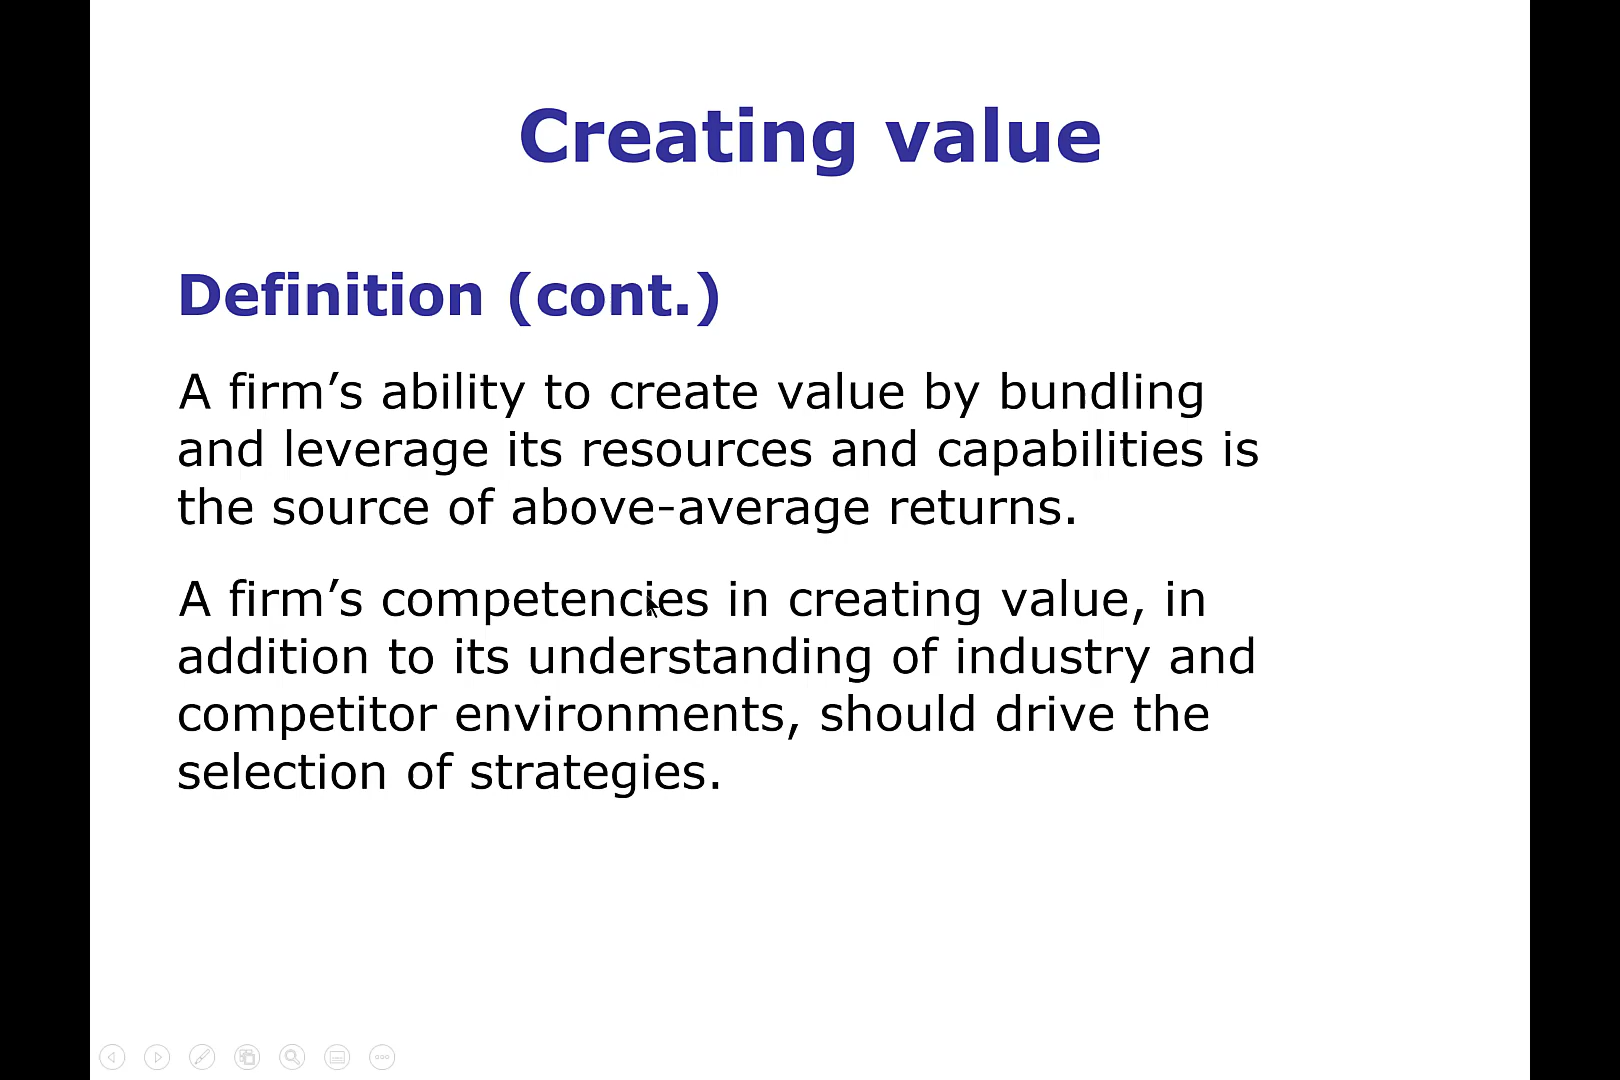 Creating value
Definition (cont.)
A firm’s ability to create value by bundling
and leverage its resources and capabilities is
the source of above-average returns.
A firm’s competencies in creating value, in
addition to its understanding of industry and
competitor environments, should drive the
selection of strategies.